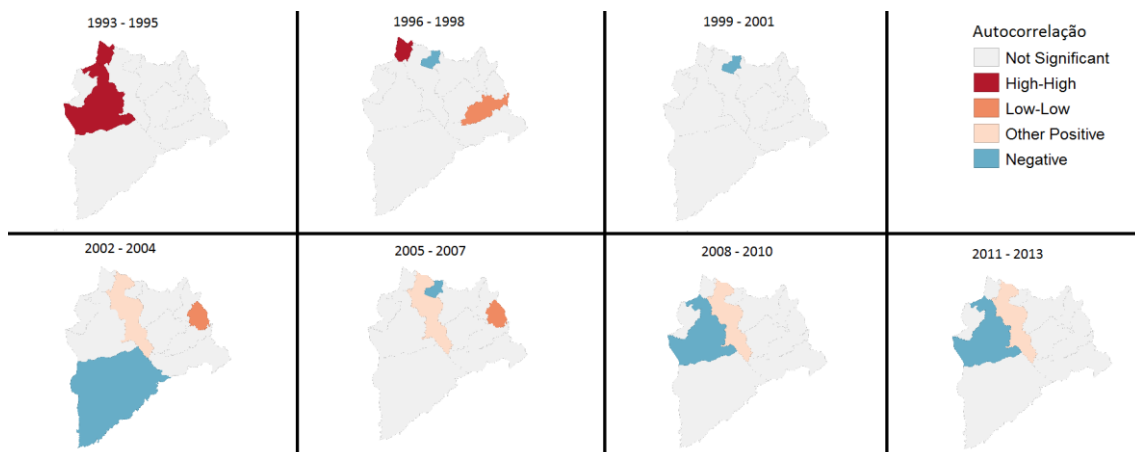 1993 - 1995
1996 - 1998
1999 - 2001
Autocorrelação
Not Significant
High-High
Low-Low
Other Positive
Negative
2002 - 2004
2005 - 2007
2008 - 2010
2011 - 2013